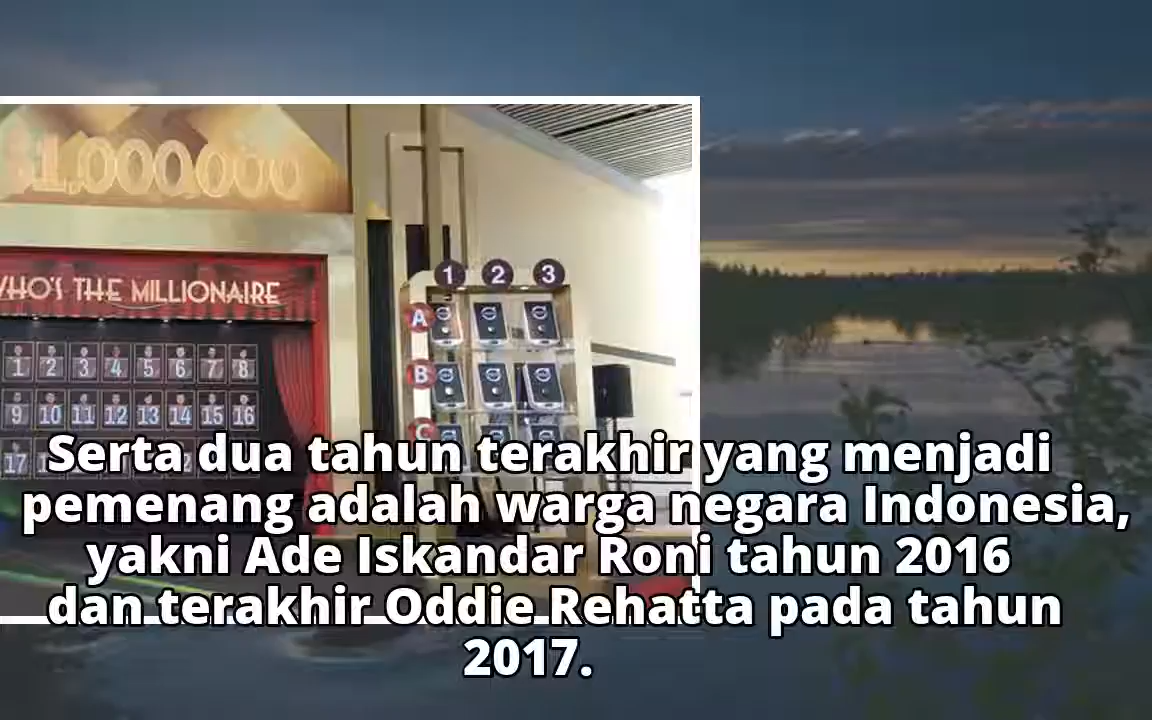 1,000,000
WHO'S THE MILLIONAIRE
1 2 3
A
B
C
1 2 3 4 5 6 7 8
9 10 11 12 13 14 15 16
17
Serta dua tahun terakhir yang menjadi
pemenang adalah warga negara Indonesia,
yakni Ade Iskandar Roni tahun 2016
dan terakhir Oddie Rehatta pada tahun
2017.